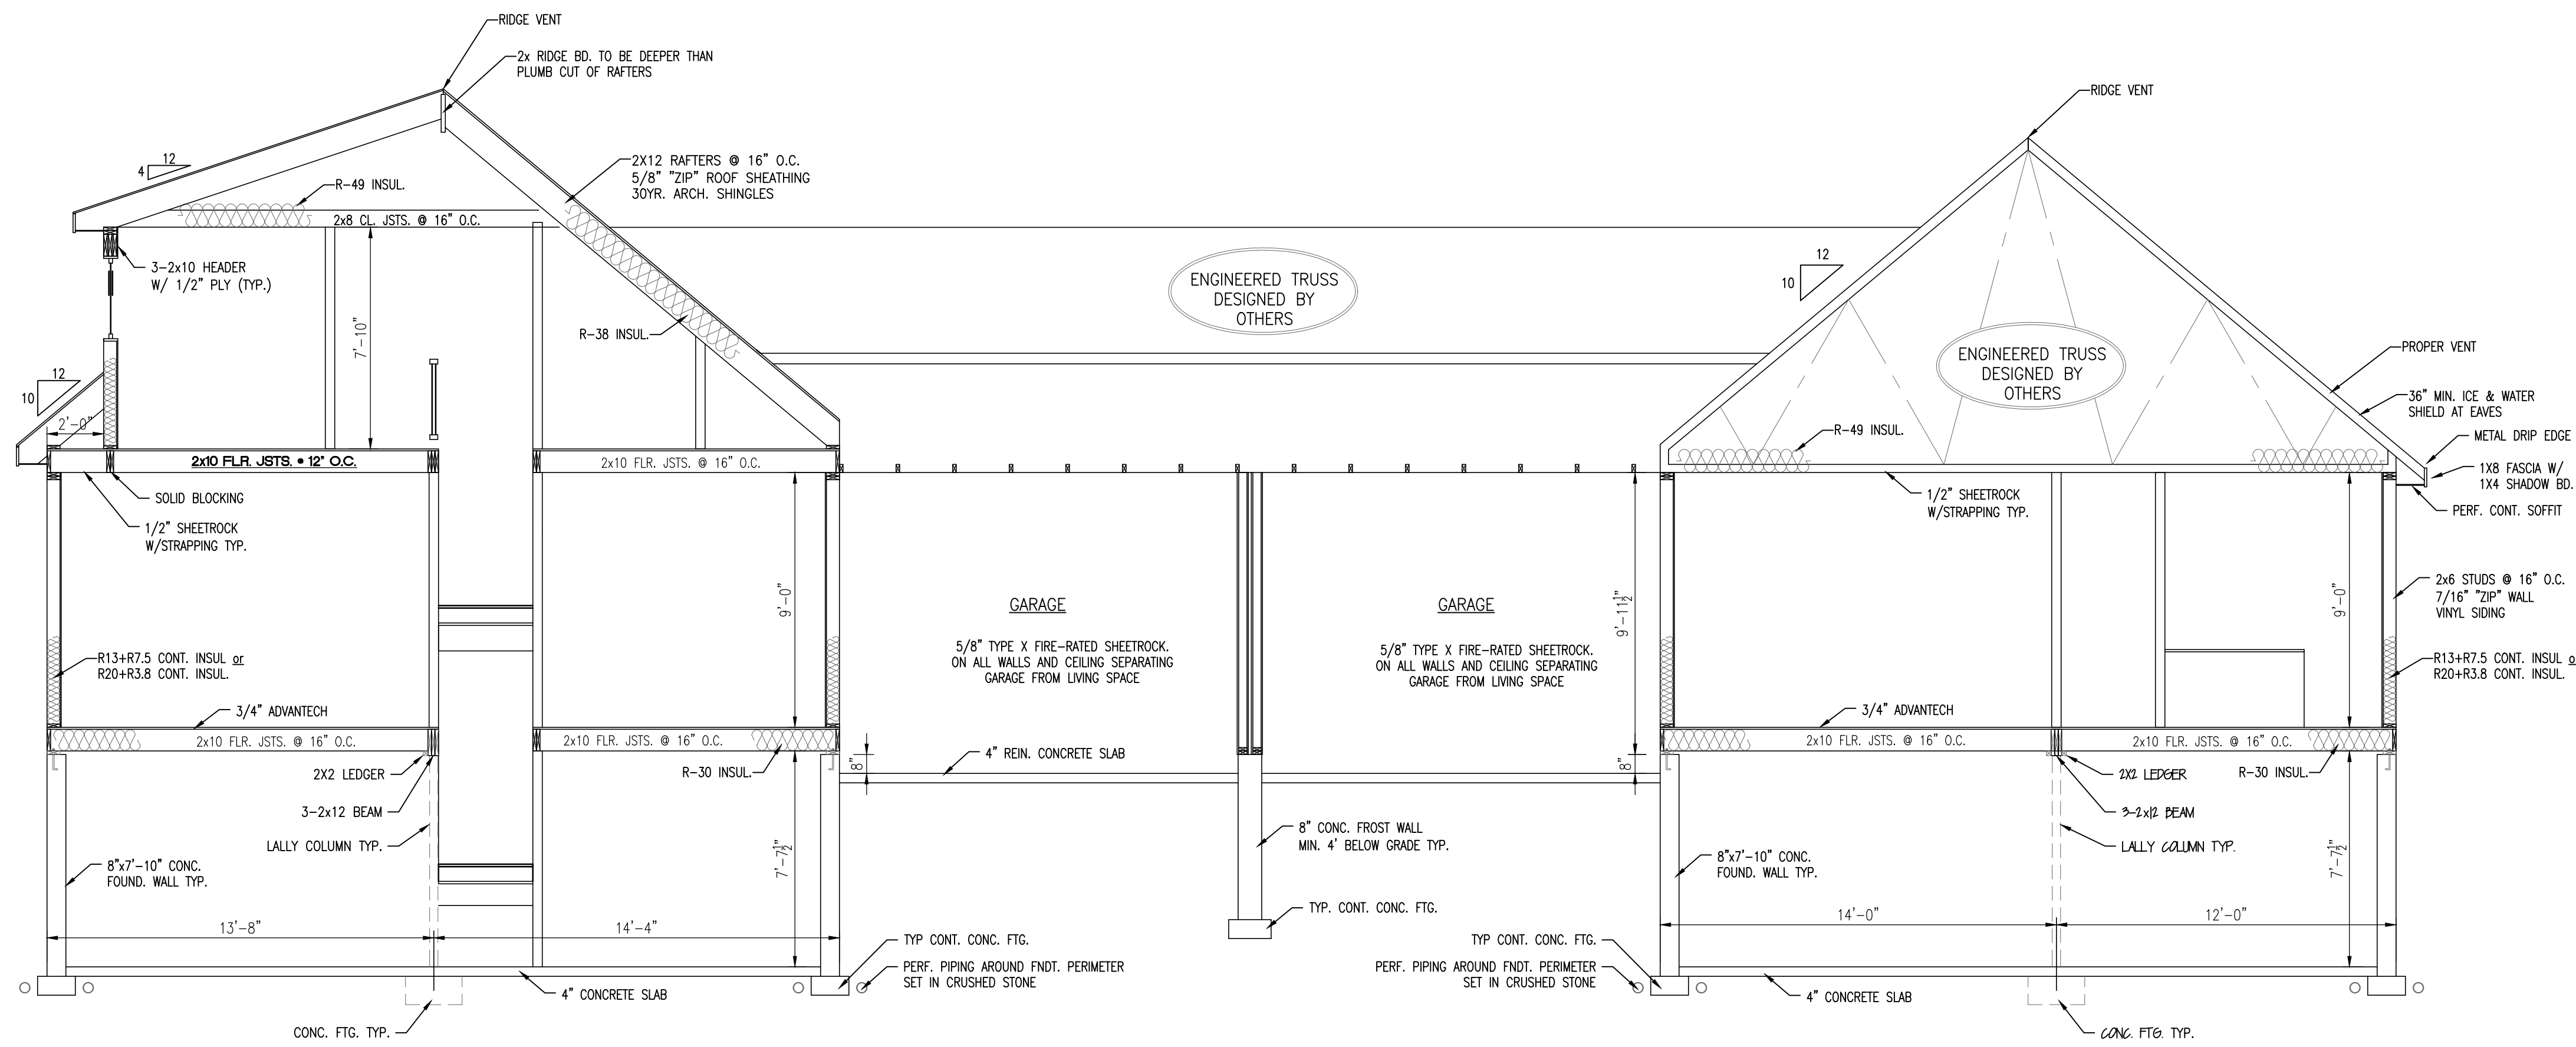 RIDGE VENT
2x RIDGE BD. TO BE DEEPER THAN
PLUMB CUT OF RAFTERS
RIDGE VENT
12
4
R-49 INSUL.
2X12 RAFTERS @ 16" O.C.
5/8" "ZIP" ROOF SHEATHING
30YR. ARCH. SHINGLES
2x8 CL. JSTS. @ 16" O.C.
3-2x10 HEADER
W/ 1/2" PLY (TYP.)
7'-10"
R-38 INSUL.
ENGINEERED TRUSS
DESIGNED BY
OTHERS
12
10
ENGINEERED TRUSS
DESIGNED BY
OTHERS
PROPER VENT
36" MIN. ICE & WATER
SHIELD AT EAVES
METAL DRIP EDGE
1X8 FASCIA W/
1X4 SHADOW BD.
PERF. CONT. SOFFIT
12
10
2'-0"
2x10 FLR. JSTS. @ 12" O.C.
2x10 FLR. JSTS. @ 16" O.C.
R-49 INSUL.
SOLID BLOCKING
1/2" SHEETROCK
W/STRAPPING TYP.
1/2" SHEETROCK
W/STRAPPING TYP.
9'-0"
GARAGE
5/8" TYPE X FIRE-RATED SHEETROCK.
ON ALL WALLS AND CEILING SEPARATING
GARAGE FROM LIVING SPACE
GARAGE
5/8" TYPE X FIRE-RATED SHEETROCK.
ON ALL WALLS AND CEILING SEPARATING
GARAGE FROM LIVING SPACE
9'-11 1/2"
9'-0"
2x6 STUDS @ 16" O.C.
7/16" "ZIP" WALL
VINYL SIDING
R13+R7.5 CONT. INSUL or
R20+R3.8 CONT. INSUL.
R13+R7.5 CONT. INSUL o
R20+R3.8 CONT. INSUL.
3/4" ADVANTECH
3/4" ADVANTECH
2x10 FLR. JSTS. @ 16" O.C.
2x10 FLR. JSTS. @ 16" O.C.
2x10 FLR. JSTS. @ 16" O.C.
2x10 FLR. JSTS. @ 16" O.C.
2X2 LEDGER
R-30 INSUL.
8"
4" REIN. CONCRETE SLAB
8"
2X2 LEDGER
R-30 INSUL.
3-2x12 BEAM
3-2x12 BEAM
LALLY COLUMN TYP.
LALLY COLUMN TYP.
8" CONC. FROST WALL
MIN. 4' BELOW GRADE TYP.
8"x7'-10" CONC.
FOUND. WALL TYP.
7'-7 1/2"
8"x7'-10" CONC.
FOUND. WALL TYP.
7'-7 1/2"
TYP. CONT. CONC. FTG.
13'-8"
14'-4"
14'-0"
12'-0"
TYP CONT. CONC. FTG.
PERF. PIPING AROUND FNDT. PERIMETER
SET IN CRUSHED STONE
TYP CONT. CONC. FTG.
PERF. PIPING AROUND FNDT. PERIMETER
SET IN CRUSHED STONE
4" CONCRETE SLAB
4" CONCRETE SLAB
CONC. FTG. TYP.
CONC. FTG. TYP.